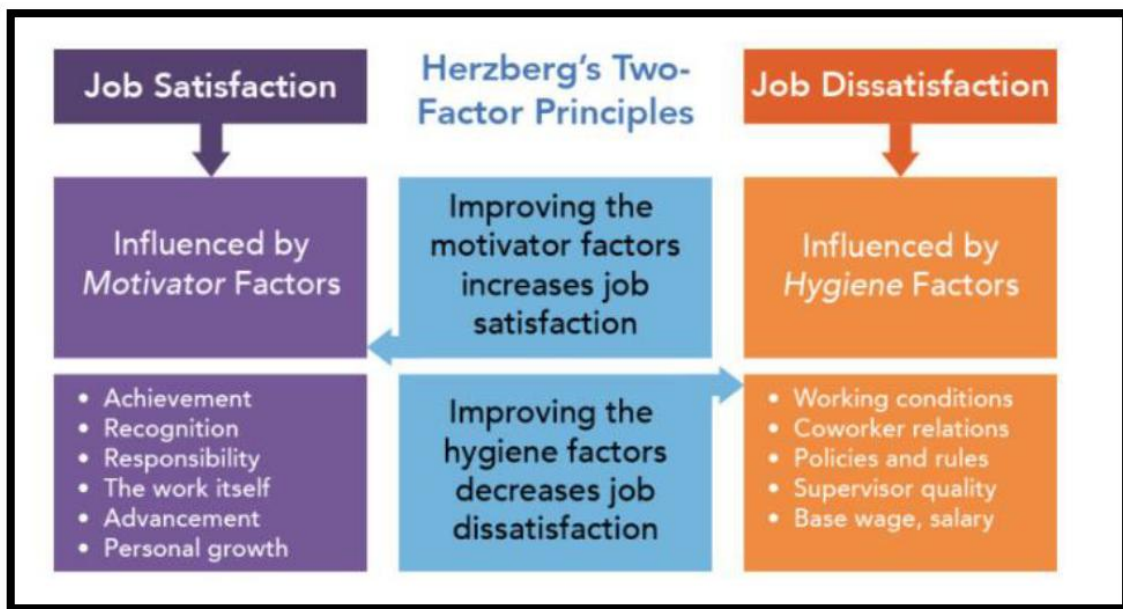 Job Satisfaction
Herzberg's Two-
Factor Principles
Job Dissatisfaction
Influenced by
Motivator Factors
Improving the
motivator factors
increases job
satisfaction
Influenced by
Hygiene Factors
• Achievement
• Recognition
• Responsibility
• The work itself
• Advancement
• Personal growth
Improving the
hygiene factors
decreases job
dissatisfaction
• Working conditions
• Coworker relations
• Policies and rules
• Supervisor quality
• Base wage, salary